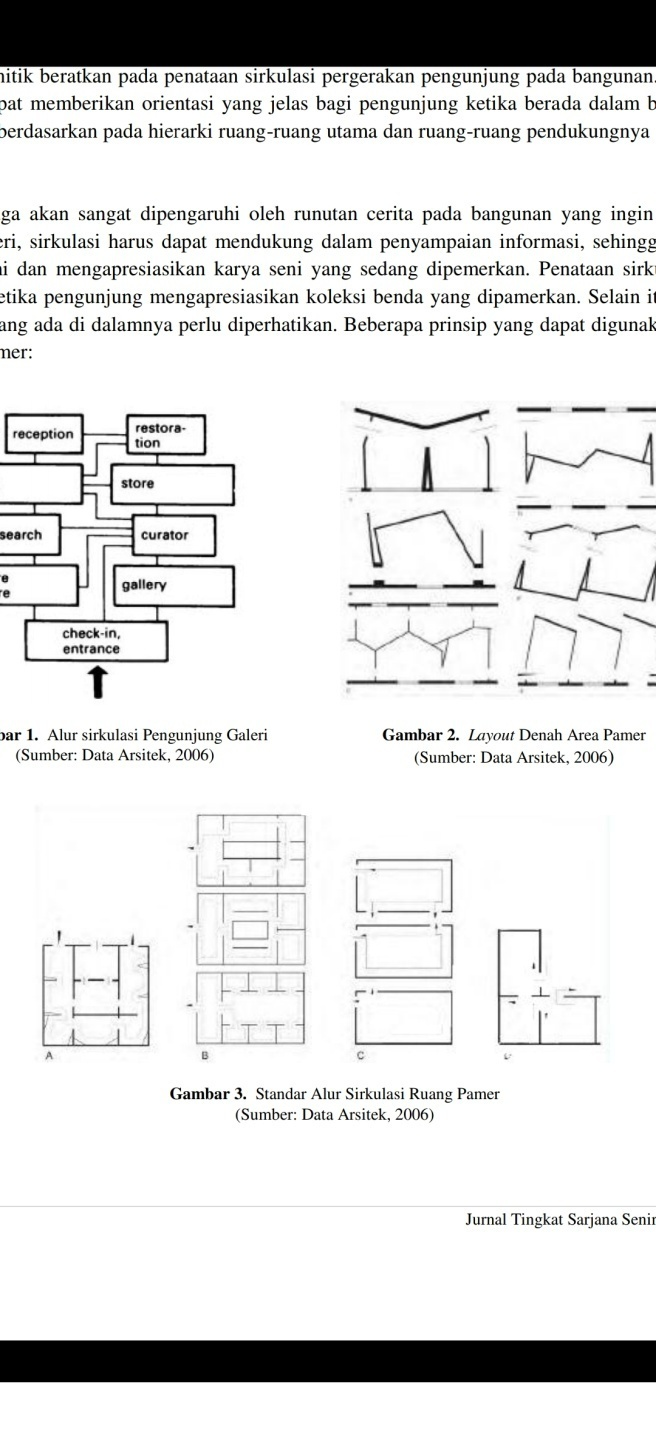 nitik beratkan pada penataan sirkulasi pergerakan pengunjung pada bangunan.
pat memberikan orientasi yang jelas bagi pengunjung ketika berada dalam b
berdasarkan pada hierarki ruang-ruang utama dan ruang-ruang pendukungnya
ga akan sangat dipengaruhi oleh runutan cerita pada bangunan yang ingin
eri, sirkulasi harus dapat mendukung dalam penyampaian informasi, sehingg
ni dan mengapresiasikan karya seni yang sedang dipemerkan. Penataan sirk
etika pengunjung mengapresiasikan koleksi benda yang dipamerkan. Selain it
ang ada di dalamnya perlu diperhatikan. Beberapa prinsip yang dapat digunak
mer:
reception
restora-
tion
store
search
curator
e
re
gallery
check-in,
entrance
bar 1. Alur sirkulasi Pengunjung Galeri
(Sumber: Data Arsitek, 2006)
Gambar 2. Layout Denah Area Pamer
(Sumber: Data Arsitek, 2006)
A
B
C
Gambar 3. Standar Alur Sirkulasi Ruang Pamer
(Sumber: Data Arsitek, 2006)
Jurnal Tingkat Sarjana Senir